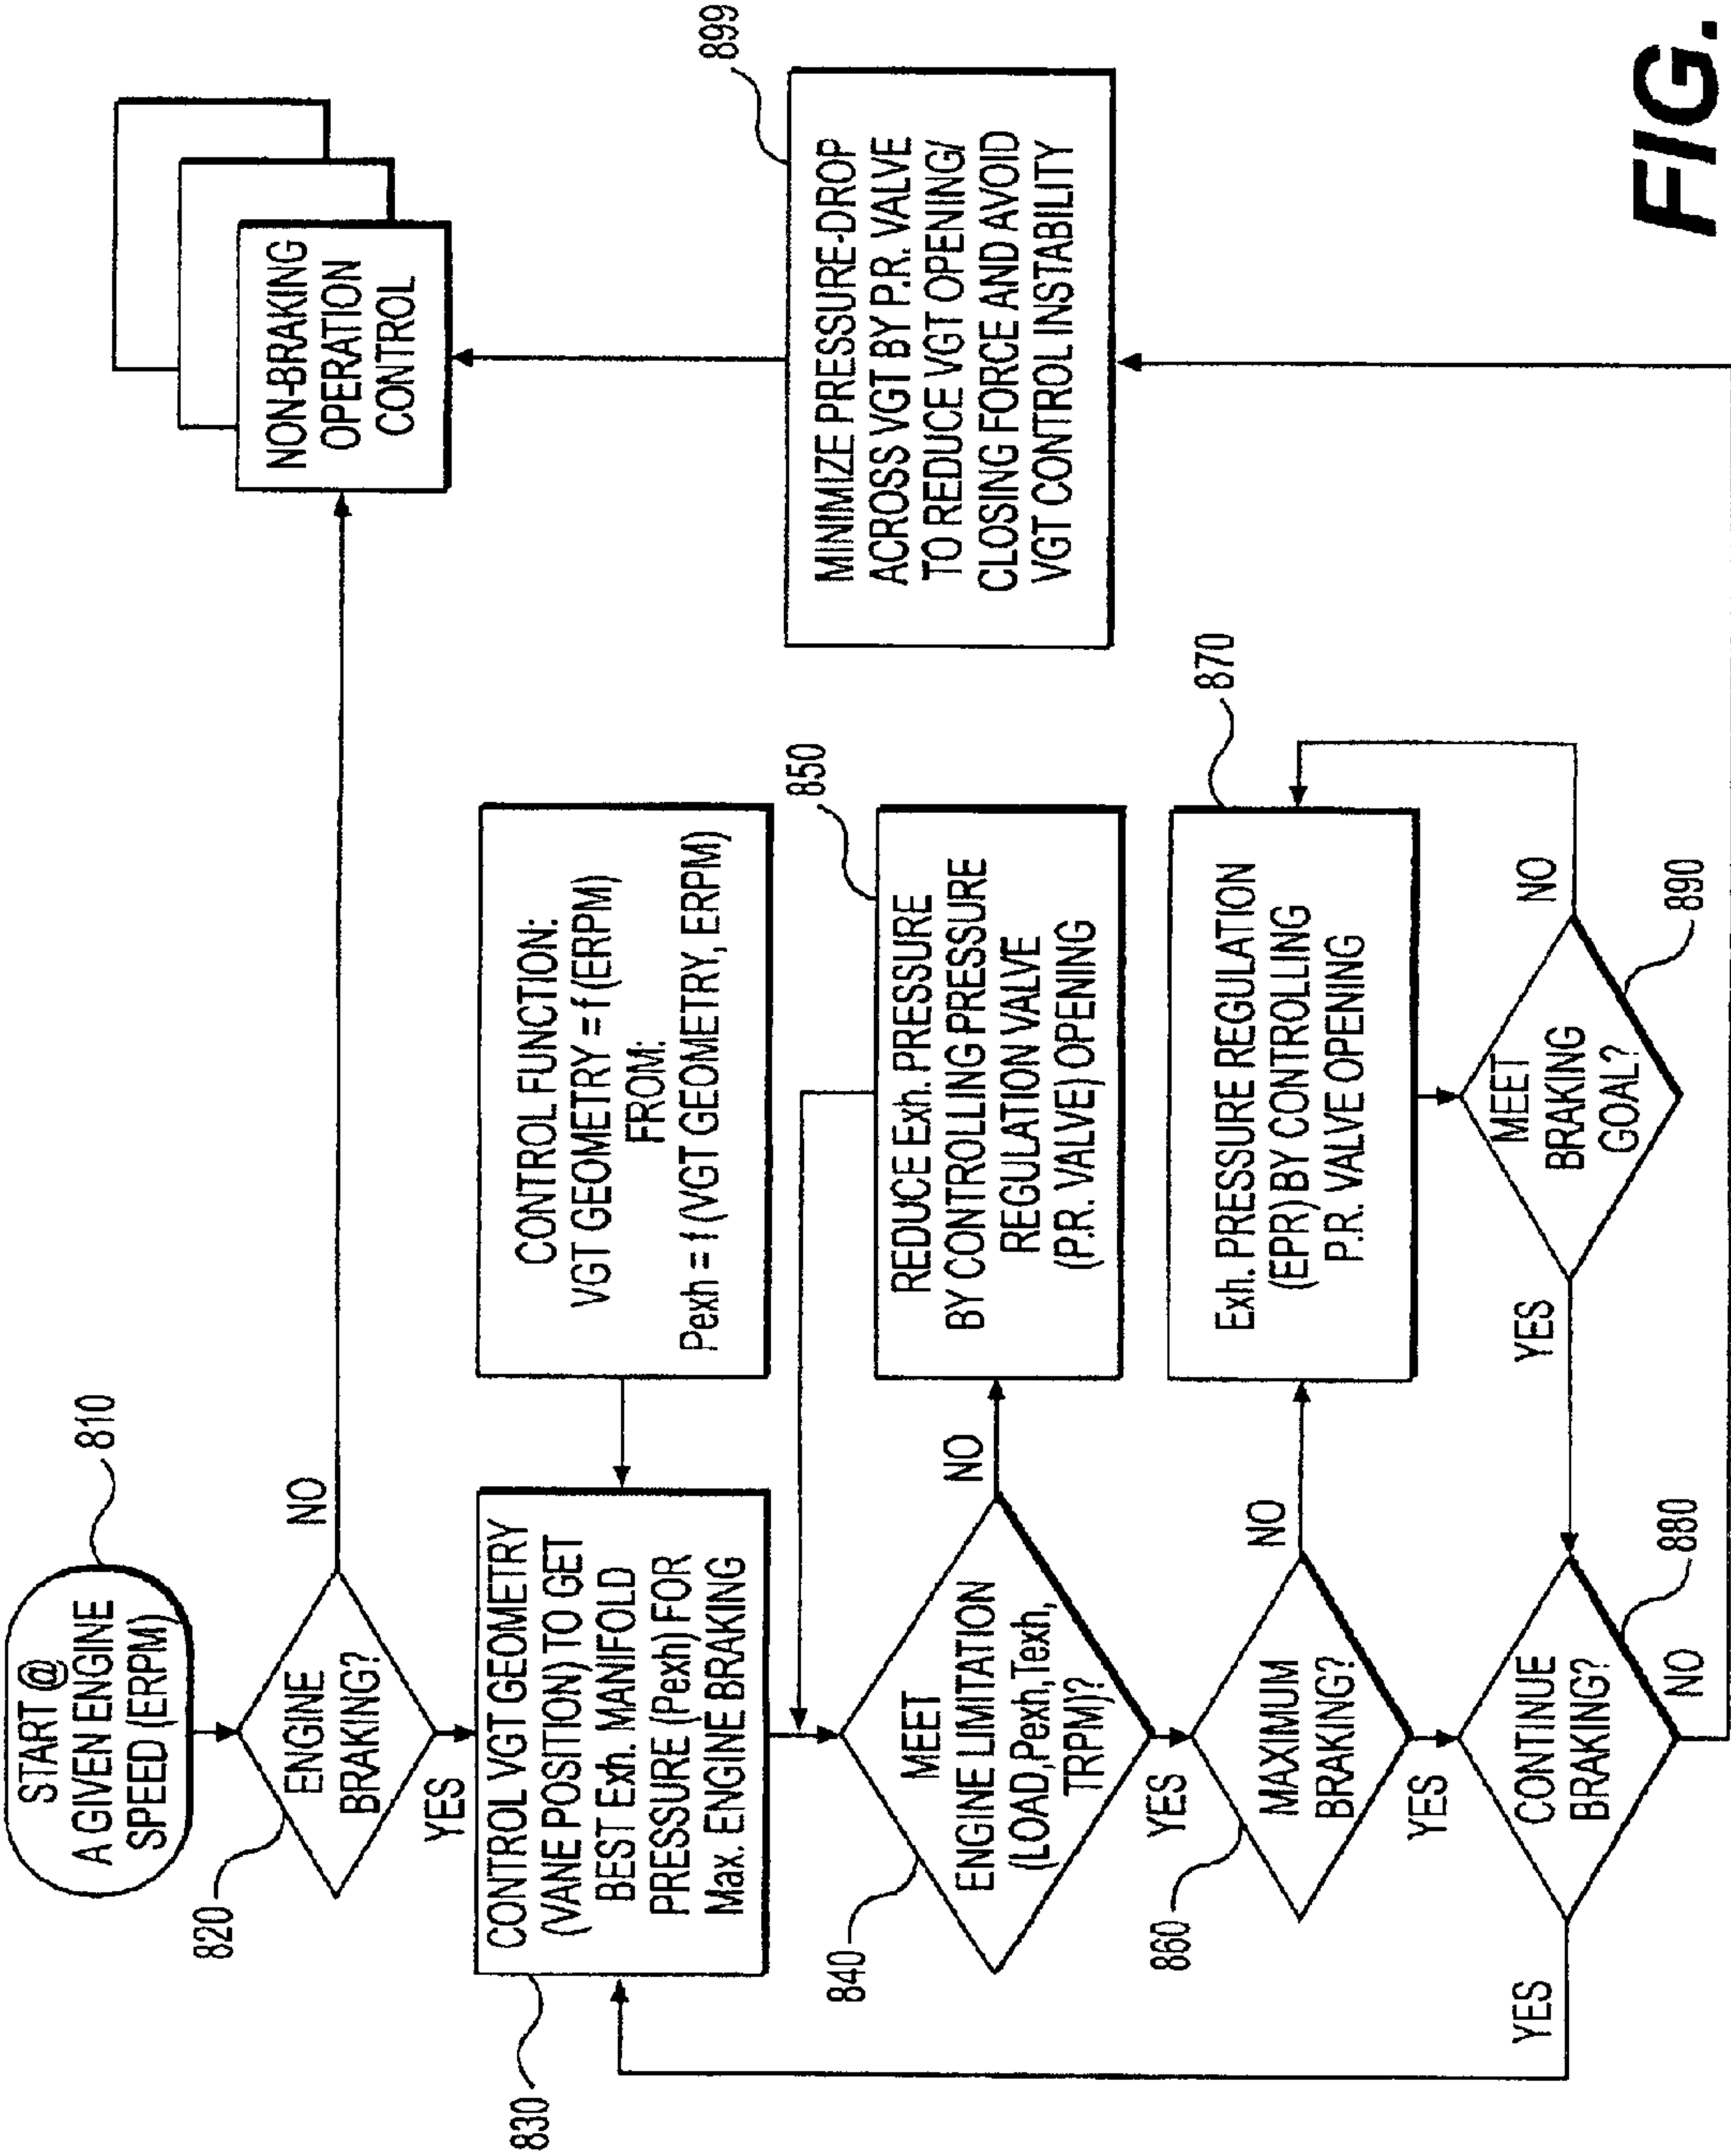 START @
A GIVEN ENGINE
SPEED (ERPM)
810
820
ENGINE
BRAKING?
NO
YES
NON-BRAKING
OPERATION
CONTROL
830
CONTROL VGT GEOMETRY
(VANE POSITION) TO GET
BEST Exh. MANIFOLD
PRESSURE (Pexh) FOR
Max. ENGINE BRAKING
CONTROL FUNCTION:
VGT GEOMETRY = f (ERPM)
FROM:
Pexh = f (VGT GEOMETRY, ERPM)
840
MEET
ENGINE LIMITATION
(LOAD, Pexh, Texh,
TRPM)?
NO
YES
850
REDUCE Exh. PRESSURE
BY CONTROLLING PRESSURE
REGULATION VALVE
(P.R. VALVE) OPENING
899
MINIMIZE PRESSURE-DROP
ACROSS VGT BY P.R. VALVE
TO REDUCE VGT OPENING/
CLOSING FORCE AND AVOID
VGT CONTROL INSTABILITY
860
MAXIMUM
BRAKING?
NO
YES
870
Exh. PRESSURE REGULATION
(EPR) BY CONTROLLING
P.R. VALVE OPENING
880
CONTINUE
BRAKING?
YES
NO
890
MEET
BRAKING
GOAL?
YES
NO
FIG.